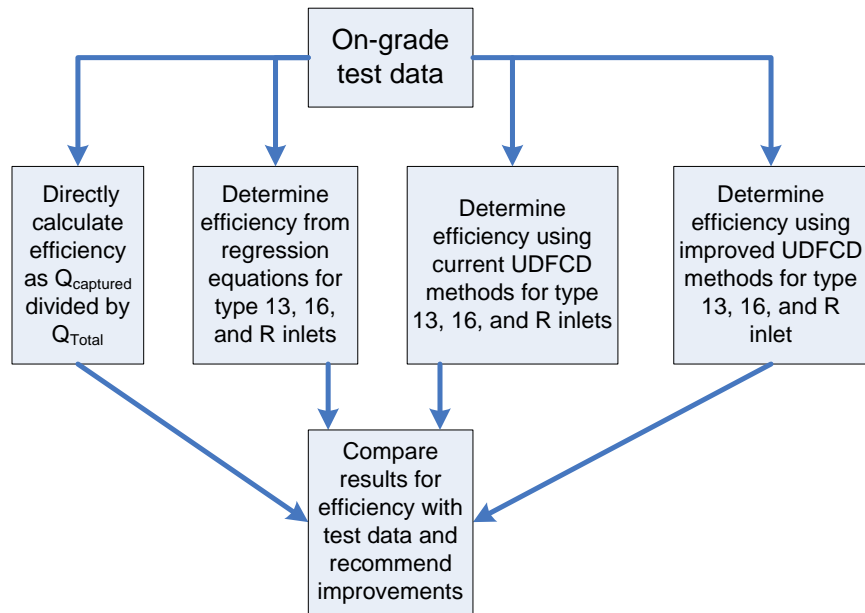 On-grade
test data
Directly
calculate
efficiency
as Qcaptured
divided by
QTotal
Determine
efficiency from
regression
equations for
type 13, 16,
and R inlets
Determine
efficiency using
current UDFCD
methods for type
13, 16, and R inlets
Determine
efficiency using
improved UDFCD
methods for type
13, 16, and R
inlet
Compare
results for
efficiency with
test data and
recommend
improvements